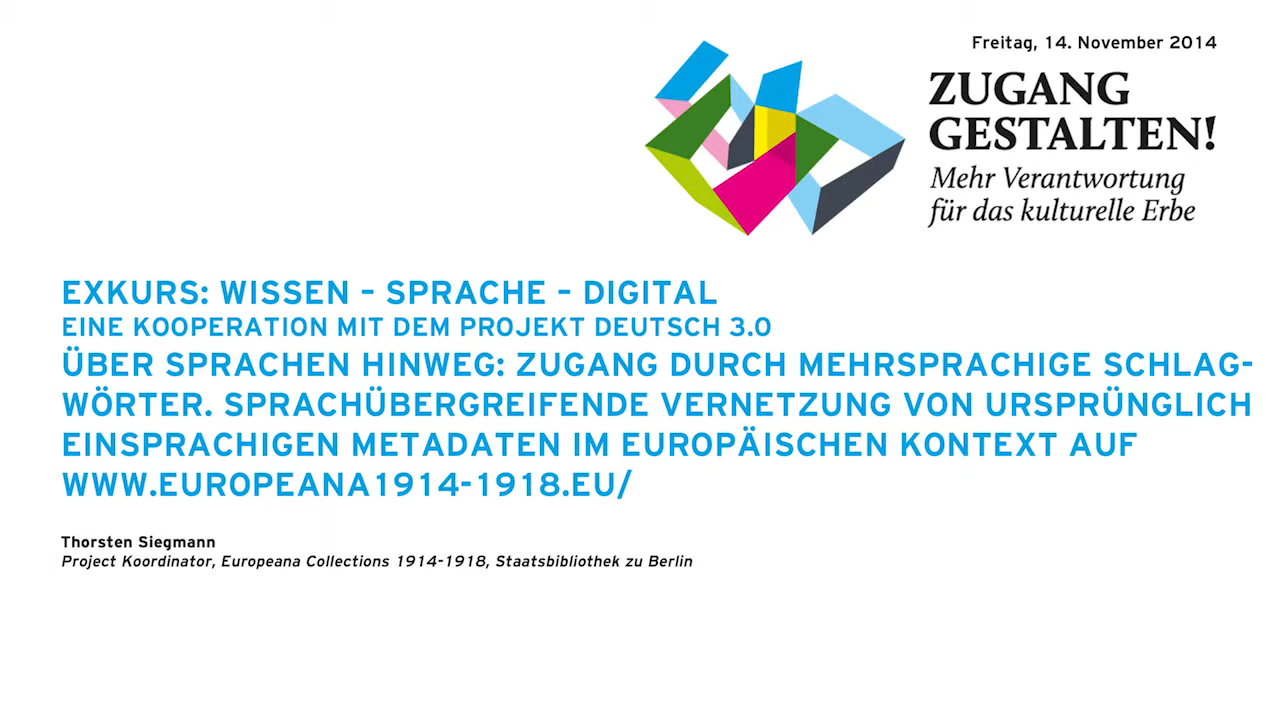 Freitag, 14. November 2014
ZUGANG
GESTALTEN!
Mehr Verantwortung
für das kulturelle Erbe
EXKURS: WISSEN – SPRACHE – DIGITAL
EINE KOOPERATION MIT DEM PROJEKT DEUTSCH 3.0
ÜBER SPRACHEN HINWEG: ZUGANG DURCH MEHRSPRACHIGE SCHLAG-
WÖRTER. SPRACHÜBERGREIFENDE VERNETZUNG VON URSPRÜNGLICH
EINSPRACHIGEN METADATEN IM EUROPÄISCHEN KONTEXT AUF
WWW.EUROPEANA1914-1918.EU/
Thorsten Siegmann
Project Koordinator, Europeana Collections 1914-1918, Staatsbibliothek zu Berlin